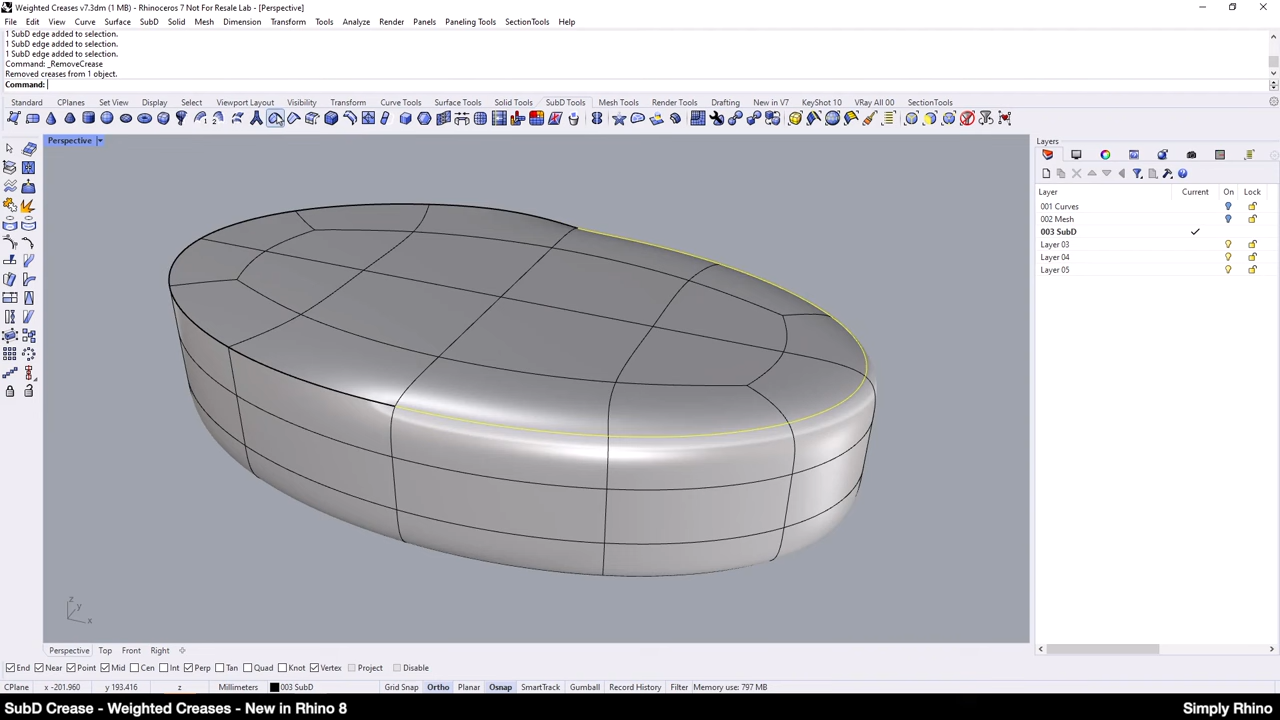 Weighted Creases v7.3dm (1 MB) - Rhinoceros 7 Not For Resale Lab - [Perspective]
File Edit View Curve Surface SubD Solid Mesh Dimension Transform Tools Analyze Render Panels Paneling Tools SectionTools Help
1 SubD edge added to selection.
1 SubD edge added to selection.
1 SubD edge added to selection.
Command: _RemoveCrease
Removed creases from 1 object.
Command:
Standard CPlanes Set View Display Select Viewport Layout Visibility Transform Curve Tools Surface Tools Solid Tools SubD Tools Mesh Tools Render Tools Drafting New in V7 KeyShot 10 VRay All 00 SectionTools
Perspective
Layers
Layer Current On Lock
001 Curves
002 Mesh
003 SubD
Layer 03
Layer 04
Layer 05
z
y
x
Perspective Top Front Right
End Near Point Mid Cen Int Perp Tan Quad Knot Vertex Project Disable
CPlane x -201.960 y 193.416 z Millimeters 003 SubD Grid Snap Ortho Planar Osnap SmartTrack Gumball Record History Filter Memory use: 797 MB
SubD Crease - Weighted Creases - New in Rhino 8
Simply Rhino